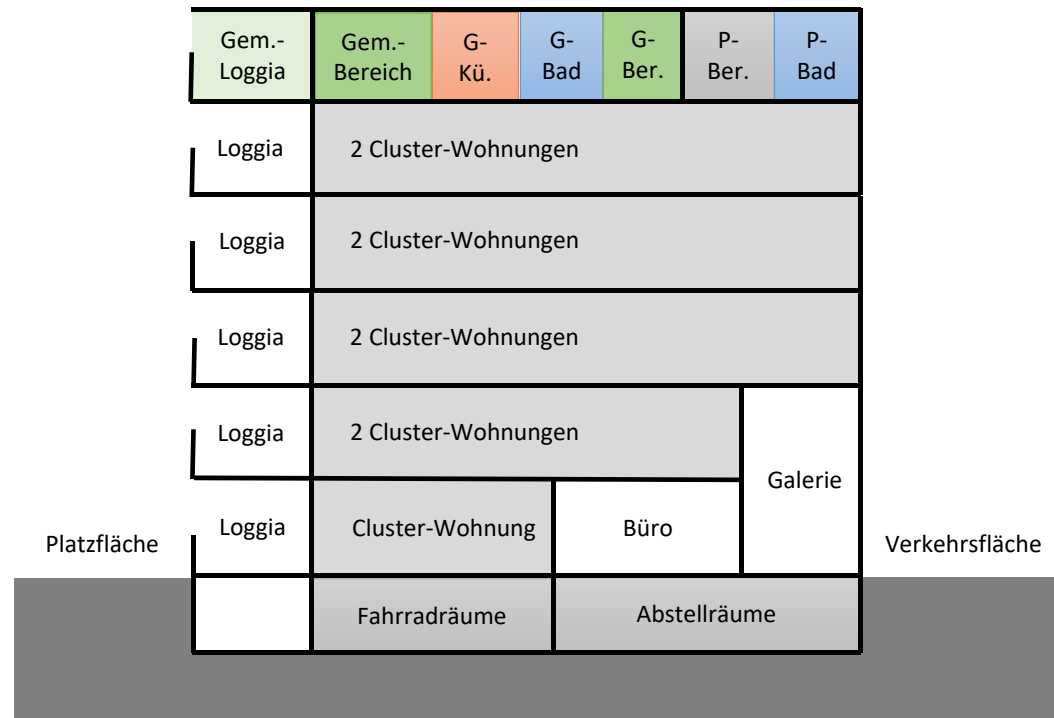 Gem.-
Loggia
Gem.-
Bereich
G-
Kü.
G-
Bad
G-
Ber.
P-
Ber.
P-
Bad
Loggia
2 Cluster-Wohnungen
Loggia
2 Cluster-Wohnungen
Loggia
2 Cluster-Wohnungen
Loggia
2 Cluster-Wohnungen
Galerie
Loggia
Cluster-Wohnung
Büro
Platzfläche
Verkehrsfläche
Fahrradräume
Abstellräume